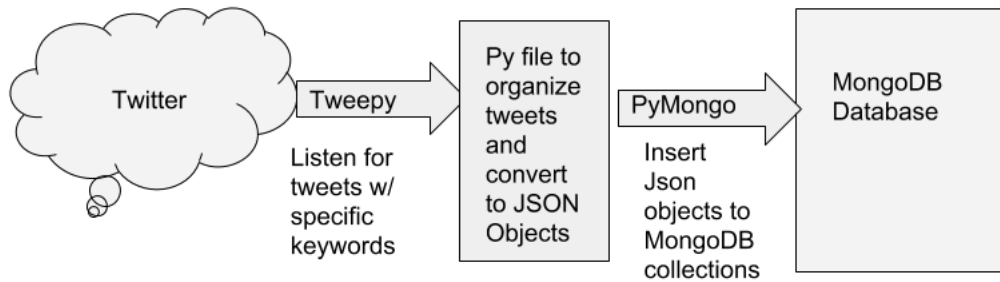 Twitter
Tweepy
Listen for
tweets w/
specific
keywords
Py file to
organize
tweets
and
convert
to JSON
Objects
PyMongo
Insert
Json
objects to
MongoDB
collections
MongoDB
Database